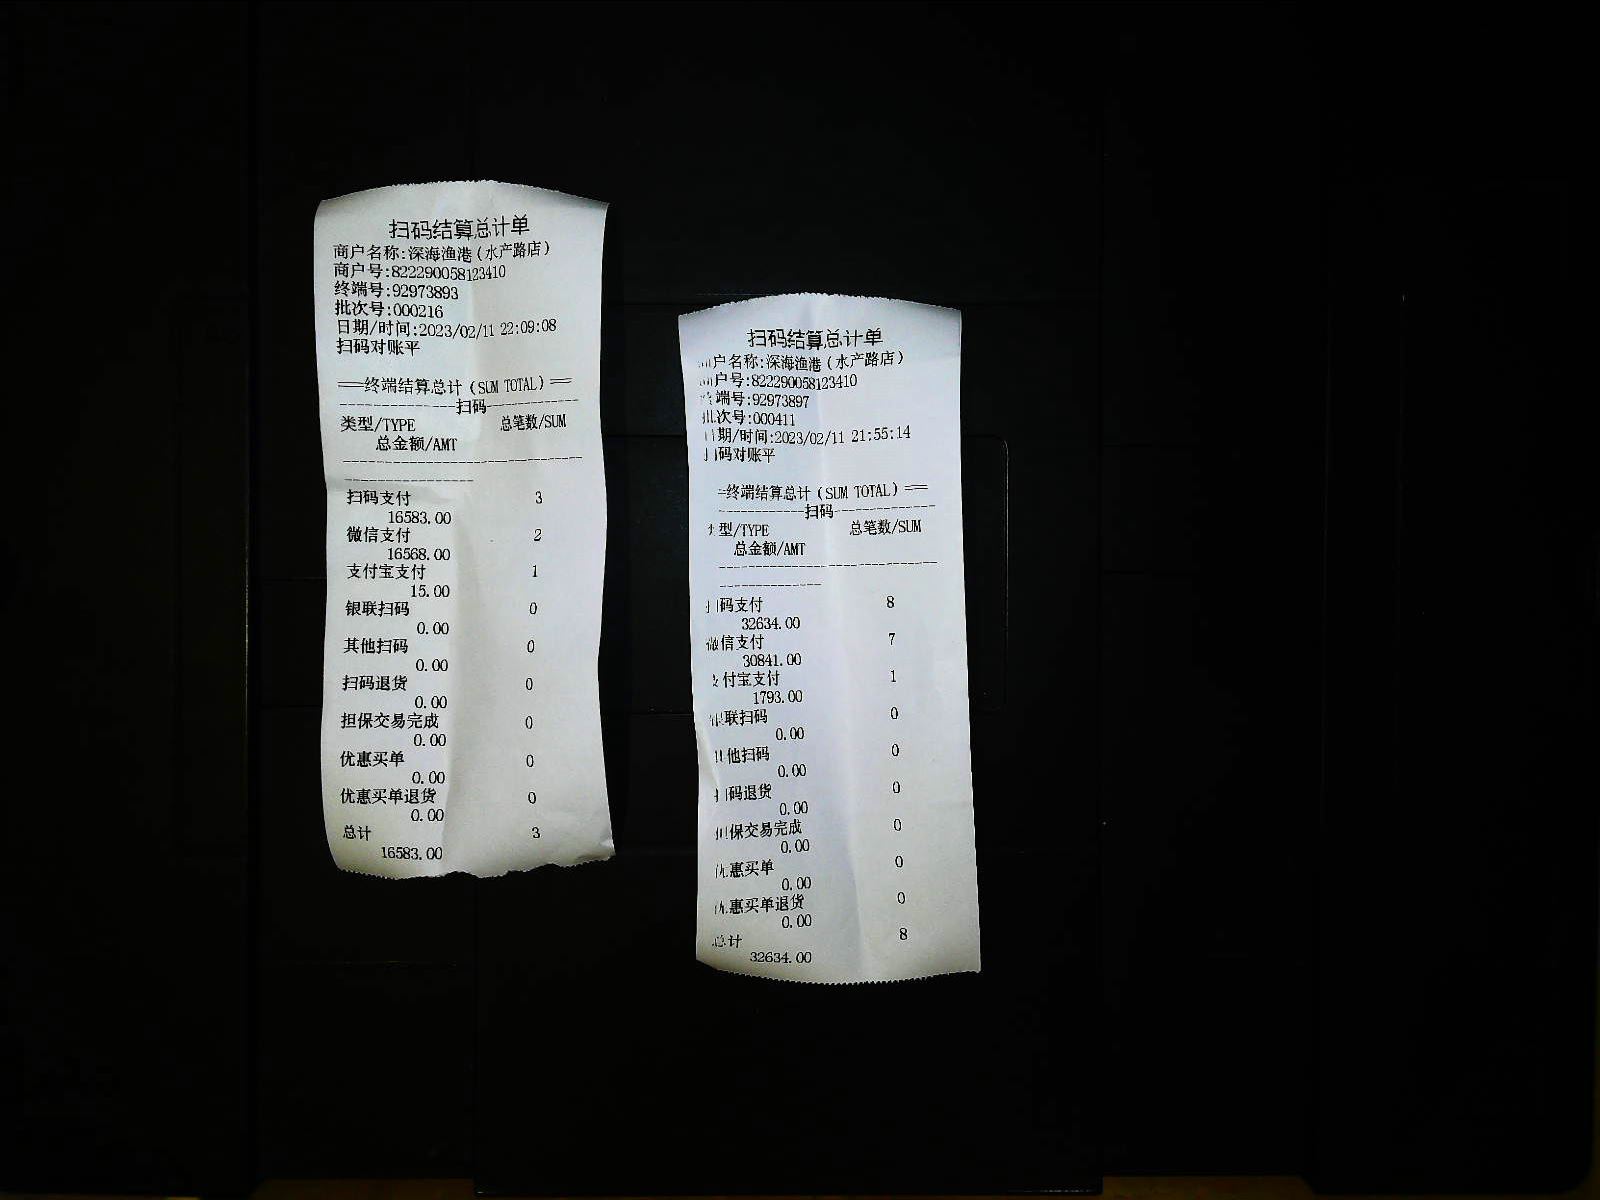 扫码结算总计单
商户名称:深海渔港(水产路店)
商户号:822290058123410
终端号:92973893
批次号:000216
日期/时间:2023/02/11 22:09:08
扫码对账平
==终端结算总计(SUM TOTAL)==
----------------扫码----------------
类型/TYPE 总笔数/SUM
总金额/AMT
扫码支付 3
16583.00
微信支付 2
16568.00
支付宝支付 1
15.00
银联扫码 0
0.00
其他扫码 0
0.00
扫码退货 0
0.00
担保交易完成 0
0.00
优惠买单 0
0.00
优惠买单退货 0
0.00
总计 3
16583.00
扫码结算总计单
户名称:深海渔港(水产路店)
户号:822290058123410
端号:92973897
批次号:000411
日期/时间:2023/02/11 21:55:14
码对账平
=终端结算总计(SUM TOTAL)==
------------扫码--------------
型/TYPE 总笔数/SUM
总金额/AMT
码支付 8
32634.00
微信支付 7
30841.00
付宝支付 1
1793.00
联扫码 0
0.00
他扫码 0
0.00
码退货 0
0.00
保交易完成 0
0.00
惠买单 0
0.00
惠买单退货 0
0.00
总计 8
32634.00